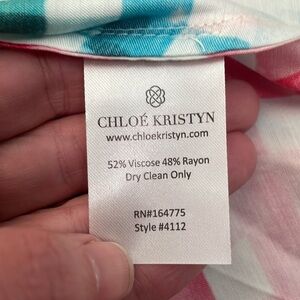 CHLOÉ KRISTYN
www.chloekristyn.com
52% Viscose 48% Rayon
Dry Clean Only
RN#164775
Style #4112